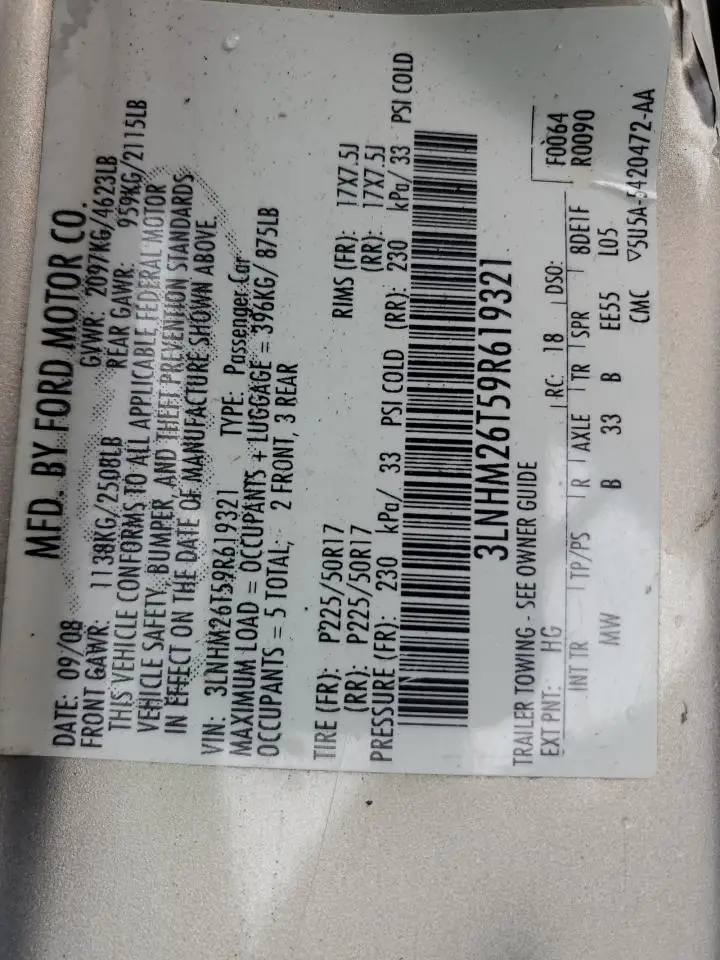 MFD. BY FORD MOTOR CO.
DATE: 09/08 GVWR: 2097KG/4623LB
FRONT GAWR: 1138KG/2508LB REAR GAWR: 959KG/2115LB
THIS VEHICLE CONFORMS TO ALL APPLICABLE FEDERAL MOTOR
VEHICLE SAFETY, BUMPER, AND THEFT PREVENTION STANDARDS
IN EFFECT ON THE DATE OF MANUFACTURE SHOWN ABOVE.
VIN: 3LNHM26T59R619321 TYPE: Passenger Car
MAXIMUM LOAD = OCCUPANTS + LUGGAGE = 396KG/ 875LB
OCCUPANTS = 5 TOTAL, 2 FRONT, 3 REAR
TIRE (FR): P225/50R17 RIMS (FR): 17X7.5J
(RR): P225/50R17 (RR): 17X7.5J
PRESSURE (FR): 230 kPa/ 33 PSI COLD (RR): 230 kPa/ 33 PSI COLD
3LNHM26T59R619321
TRAILER TOWING - SEE OWNER GUIDE
F0064
EXT PNT: HG RC: 18 DSO: R0090
INT TR TP/PS R AXLE TR SPR 8DE1F
MW B 33 B EE55 L05
CMC ▽5U5A-5420472-AA